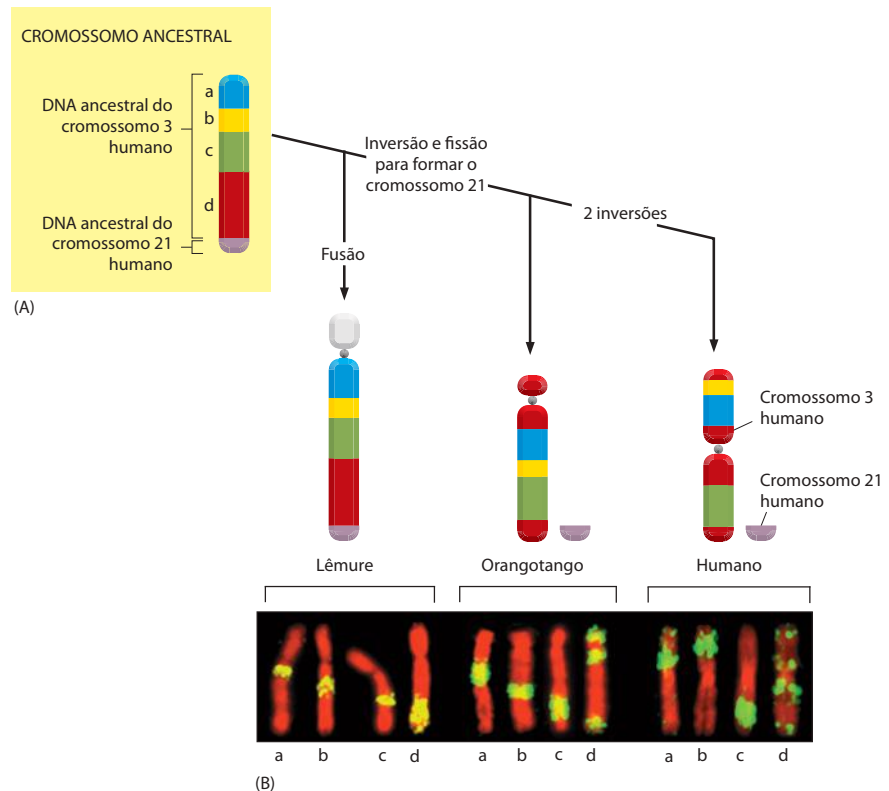 CROMOSSOMO ANCESTRAL
a
b
c
d
DNA ancestral do
cromossomo 3
humano
DNA ancestral do
cromossomo 21
humano
(A)
Inversão e fissão
para formar o
cromossomo 21
2 inversões
Fusão
Cromossomo 3
humano
Cromossomo 21
humano
Lêmure
Orangotango
Humano
a b c d a b c d a b c d
(B)